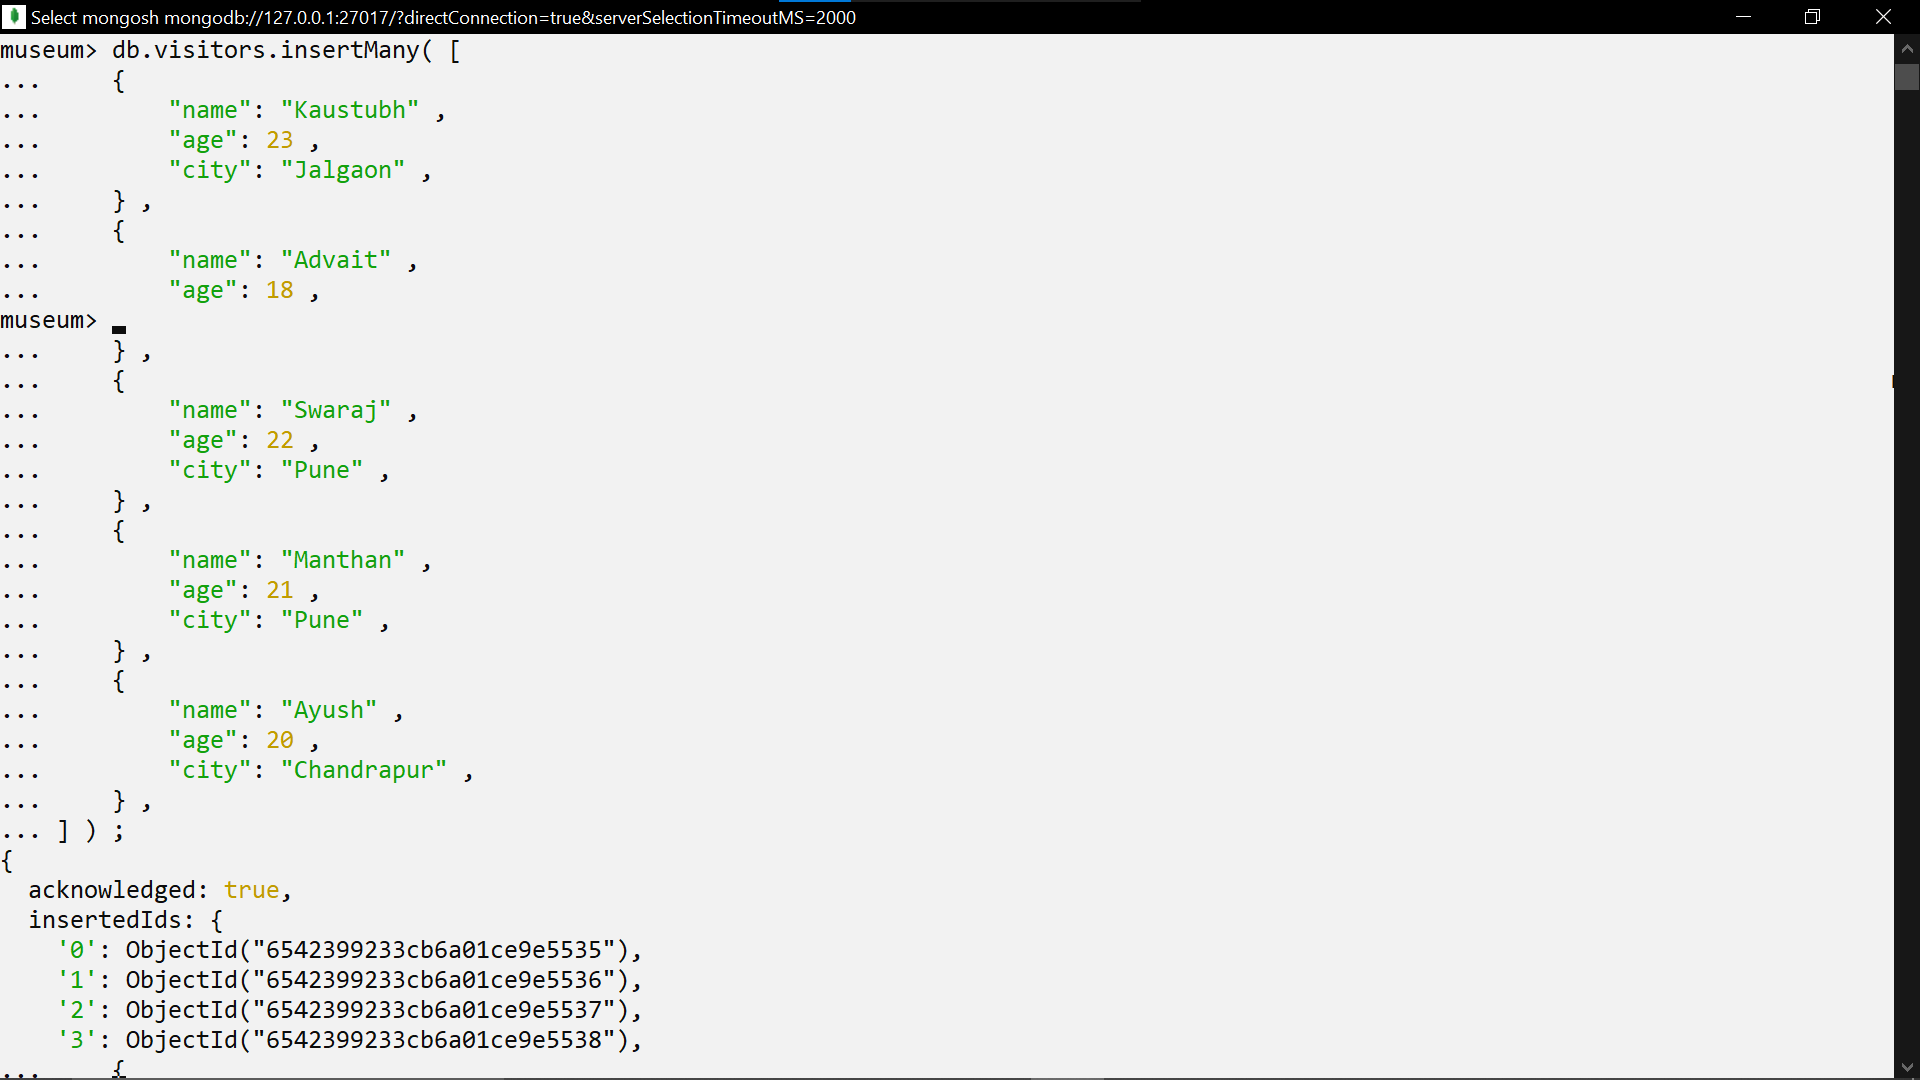 Select mongosh mongodb://127.0.0.1:27017/?directConnection=true&serverSelectionTimeoutMS=2000
museum> db.visitors.insertMany( [
...     {
...         "name": "Kaustubh" ,
...         "age": 23 ,
...         "city": "Jalgaon" ,
...     } ,
...     {
...         "name": "Advait" ,
...         "age": 18 ,
museum>
...     } ,
...     {
...         "name": "Swaraj" ,
...         "age": 22 ,
...         "city": "Pune" ,
...     } ,
...     {
...         "name": "Manthan" ,
...         "age": 21 ,
...         "city": "Pune" ,
...     } ,
...     {
...         "name": "Ayush" ,
...         "age": 20 ,
...         "city": "Chandrapur" ,
...     } ,
... ] ) ;
{
  acknowledged: true,
  insertedIds: {
    '0': ObjectId("6542399233cb6a01ce9e5535"),
    '1': ObjectId("6542399233cb6a01ce9e5536"),
    '2': ObjectId("6542399233cb6a01ce9e5537"),
    '3': ObjectId("6542399233cb6a01ce9e5538"),
...     {